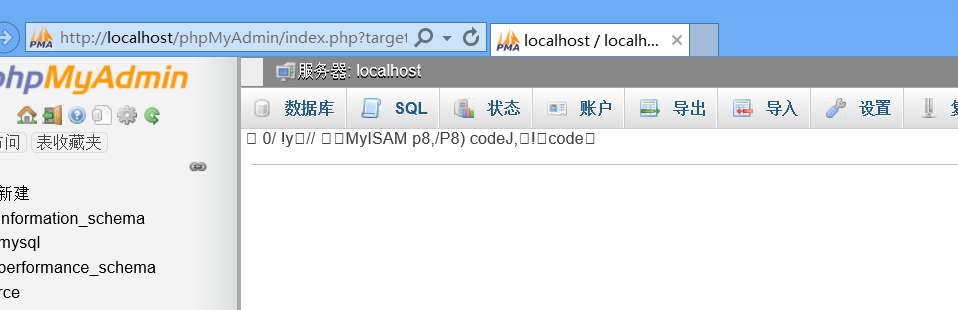 http://localhost/phpMyAdmin/index.php?target
PMA
PMA localhost / localh...
phpMyAdmin
服务器: localhost
数据库 SQL 状态 账户 导出 导入 设置
0/ !y // MyISAM p8,/P8) codeJ, ! code
访问 表收藏夹
新建
information_schema
mysql
performance_schema
rce